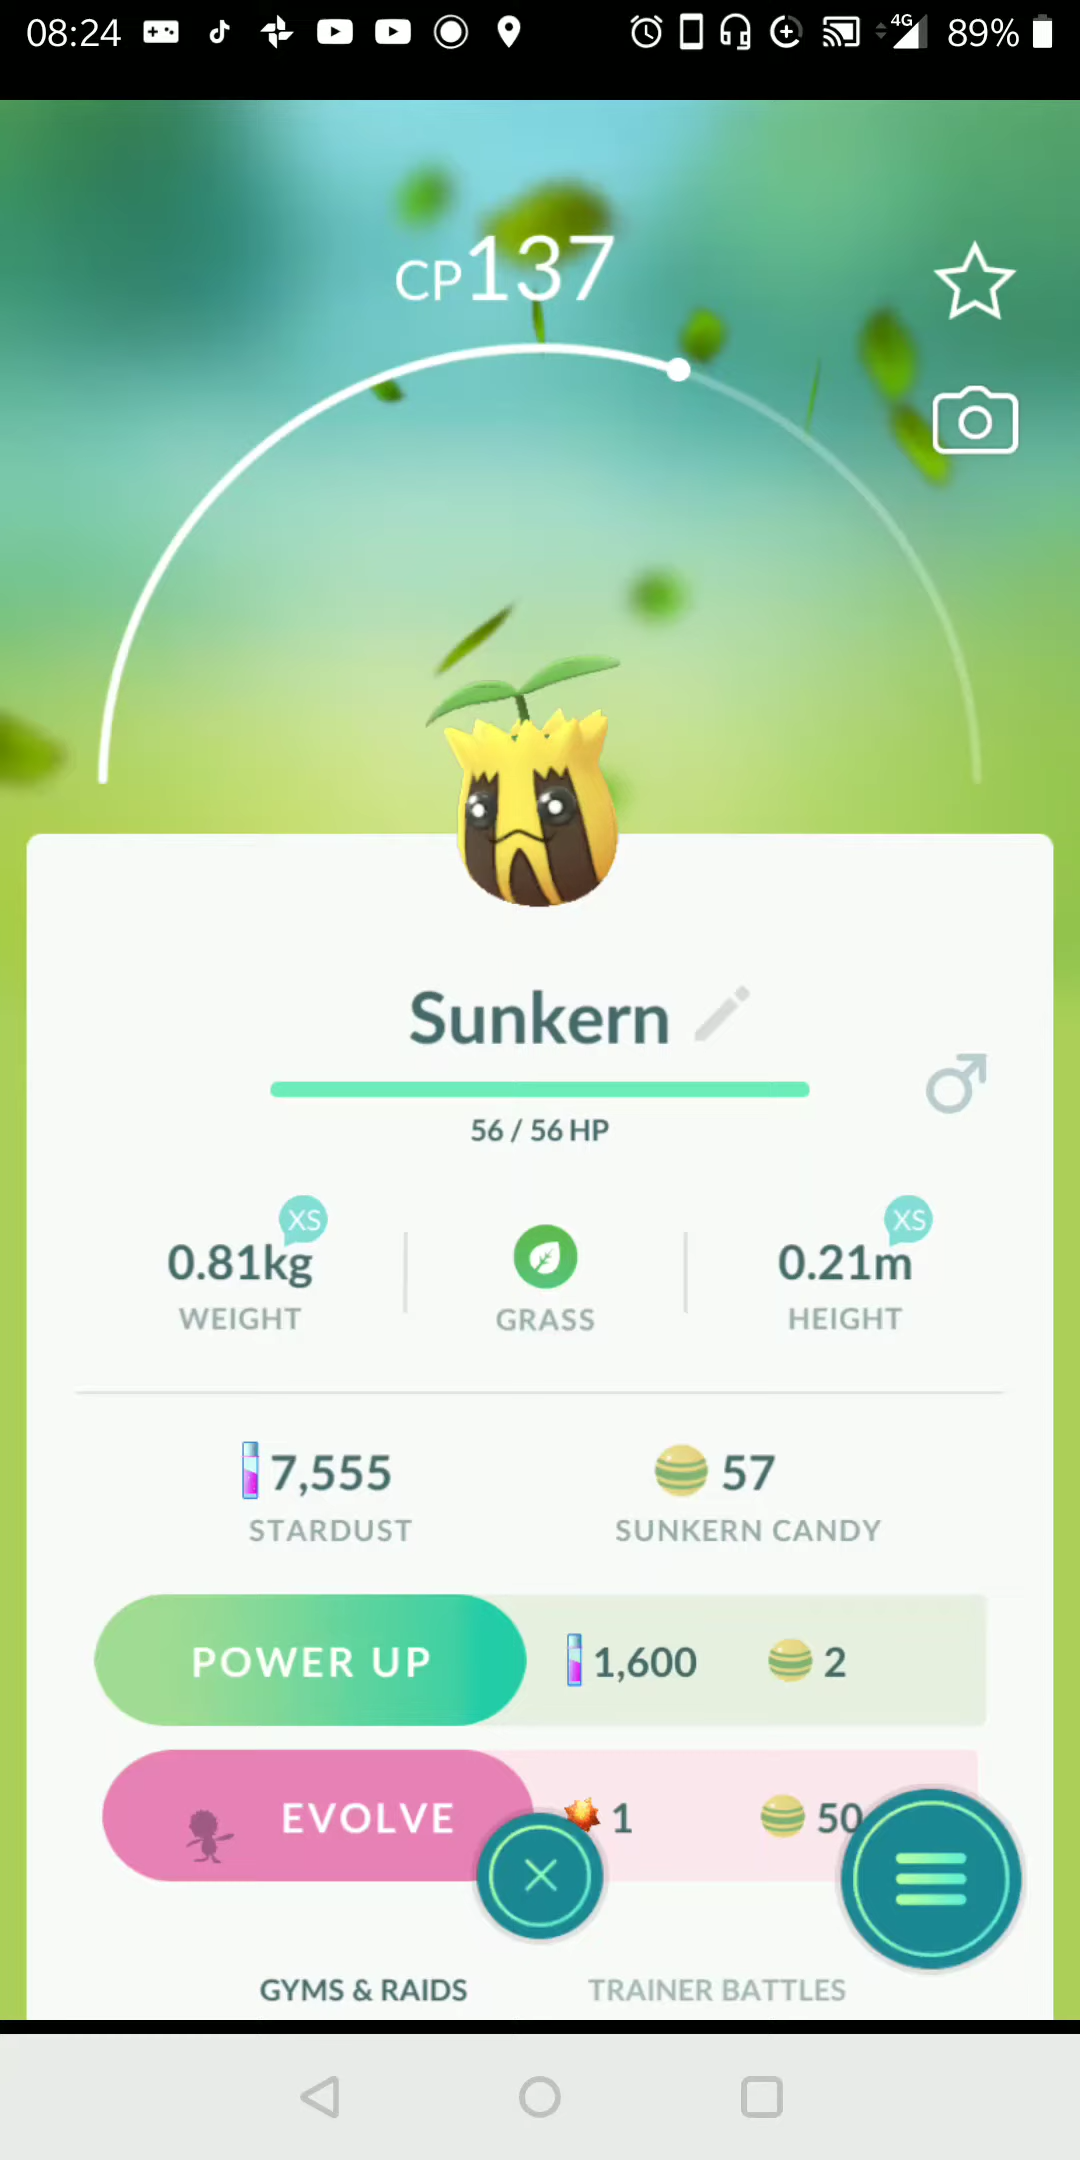 08:24 4G 89%
CP137
Sunkern
56 / 56 HP
XS XS
0.81kg 0.21m
WEIGHT GRASS HEIGHT
7,555 57
STARDUST SUNKERN CANDY
POWER UP 1,600 2
EVOLVE 1 50
GYMS & RAIDS TRAINER BATTLES